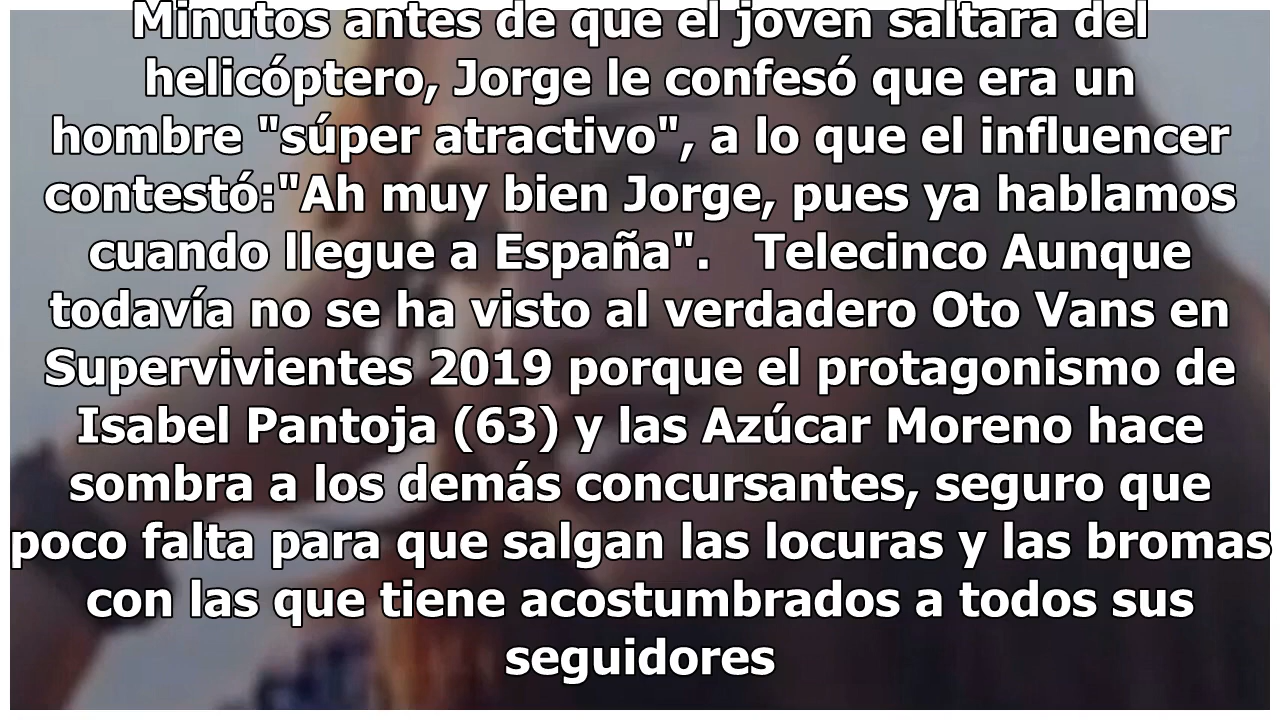 Minutos antes de que el joven saltara del
helicóptero, Jorge le confesó que era un
hombre "súper atractivo", a lo que el influencer
contestó:"Ah muy bien Jorge, pues ya hablamos
cuando llegue a España".   Telecinco Aunque
todavía no se ha visto al verdadero Oto Vans en
Supervivientes 2019 porque el protagonismo de
Isabel Pantoja (63) y las Azúcar Moreno hace
sombra a los demás concursantes, seguro que
poco falta para que salgan las locuras y las bromas
con las que tiene acostumbrados a todos sus
seguidores